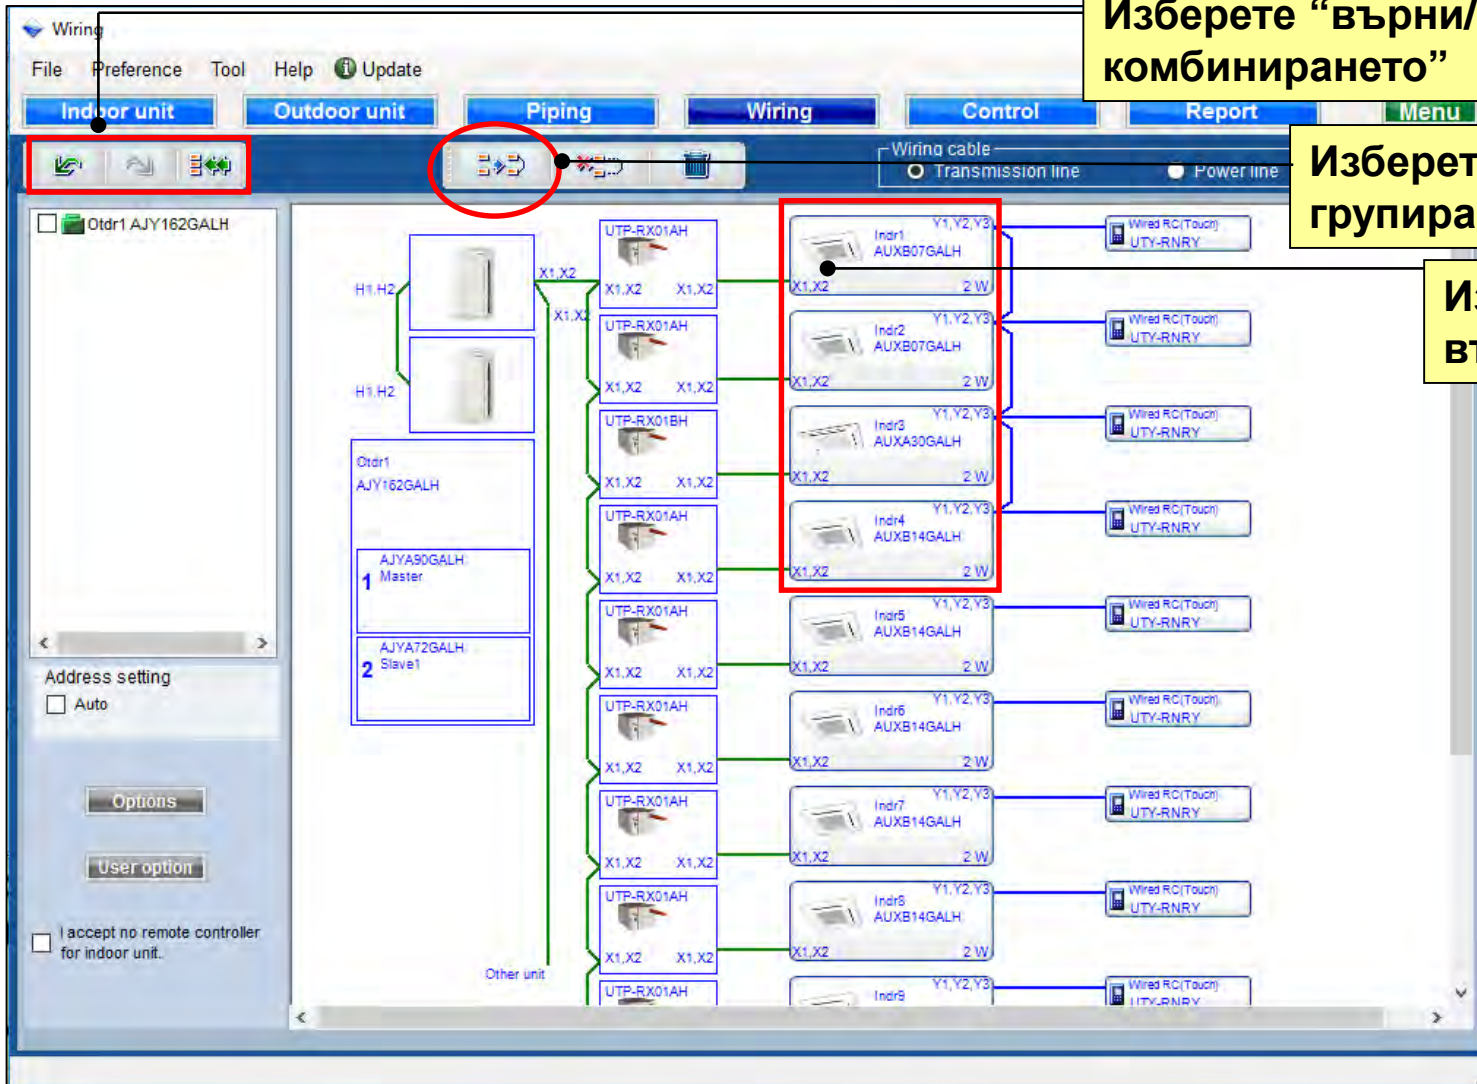 Изберете “върни/
комбинирането”
Wiring
File Preference Tool Help Update
Indoor unit Outdoor unit Piping Wiring Control Report Menu
Wiring cable
Transmission line Power line
групира
Otdr1 AJY162GALH
Address setting
Auto
Options
User option
I accept no remote controller
for indoor unit.
H1.H2
H1.H2
X1,X2
Otdr1
AJY162GALH
AJYA90GALH
1 Master
AJYA72GALH
2 Slave1
Other unit
UTP-RX01AH
X1,X2 X1,X2
UTP-RX01AH
X1,X2 X1,X2
UTP-RX01BH
X1,X2 X1,X2
UTP-RX01AH
X1,X2 X1,X2
UTP-RX01AH
X1,X2 X1,X2
UTP-RX01AH
X1,X2 X1,X2
UTP-RX01AH
X1,X2 X1,X2
UTP-RX01AH
X1,X2 X1,X2
UTP-RX01AH
Y1,Y2,Y3
Indr1
AUXB07GALH
X1,X2 2 W
Y1,Y2,Y3
Indr2
AUXB07GALH
X1,X2 2 W
Y1,Y2,Y3
Indr3
AUXA30GALH
X1,X2 2 W
Y1,Y2,Y3
Indr4
AUXB14GALH
X1,X2 2 W
Y1,Y2,Y3
Indr5
AUXB14GALH
X1,X2 2 W
Y1,Y2,Y3
Indr6
AUXB14GALH
X1,X2 2 W
Y1,Y2,Y3
Indr7
AUXB14GALH
X1,X2 2 W
Y1,Y2,Y3
Indr8
AUXB14GALH
X1,X2 2 W
Y1,Y2,Y3
Indr9
Wired RC(Touch)
UTY-RNRY
Wired RC(Touch)
UTY-RNRY
Wired RC(Touch)
UTY-RNRY
Wired RC(Touch)
UTY-RNRY
Wired RC(Touch)
UTY-RNRY
Wired RC(Touch)
UTY-RNRY
Wired RC(Touch)
UTY-RNRY
Wired RC(Touch)
UTY-RNRY
Wired RC(Touch)
UTY-RNRY